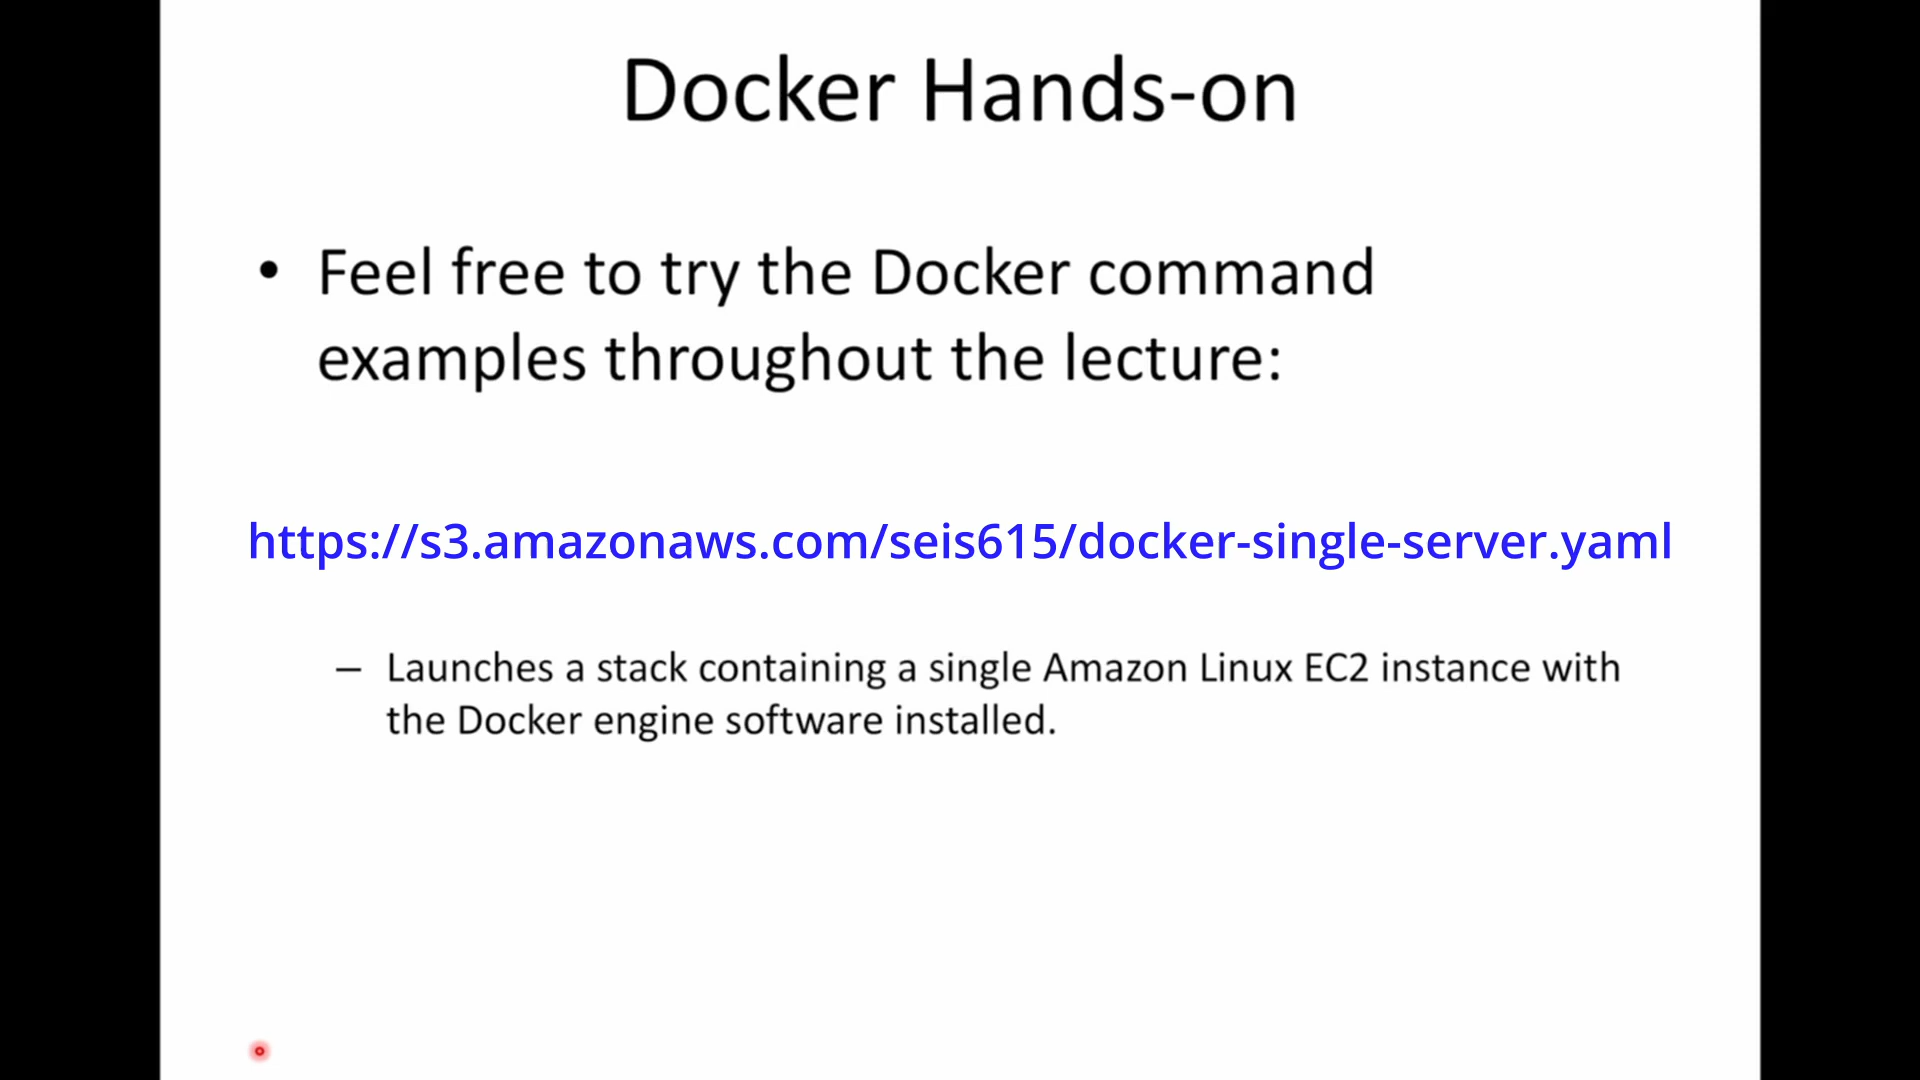 Docker Hands-on
• Feel free to try the Docker command
examples throughout the lecture:
https://s3.amazonaws.com/seis615/docker-single-server.yaml
– Launches a stack containing a single Amazon Linux EC2 instance with
the Docker engine software installed.